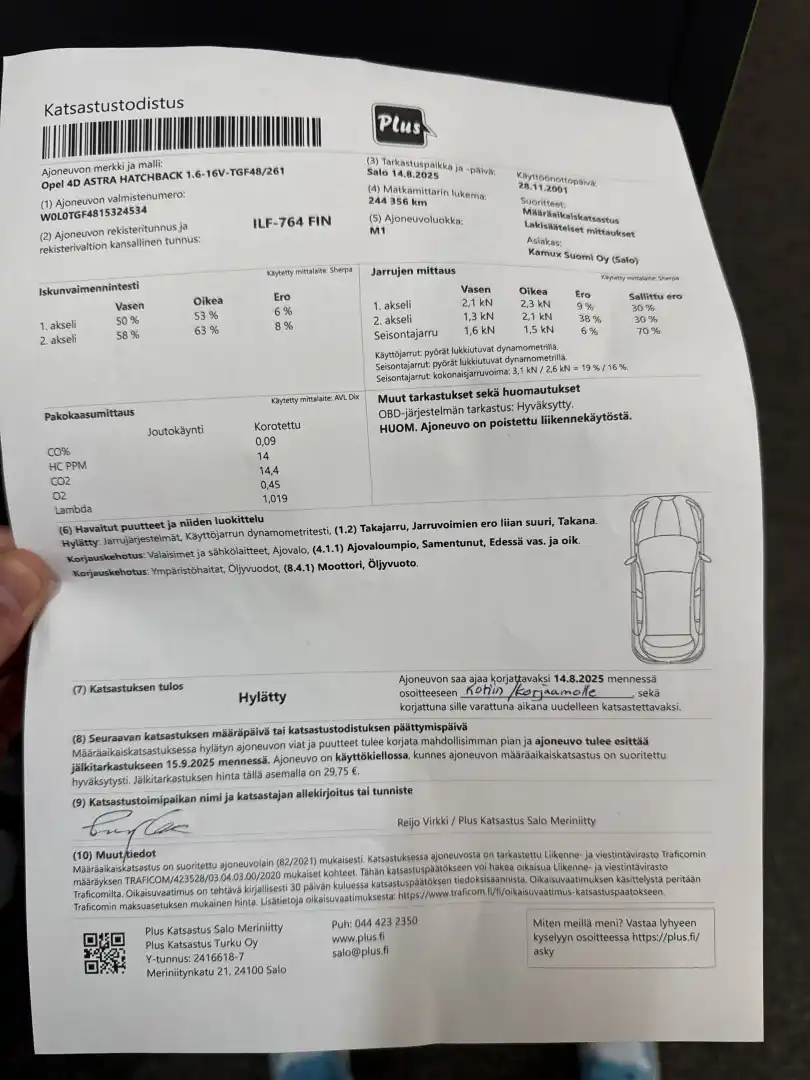 Katsastustodistus
Plus
Ajoneuvon merkki ja malli:
Opel 4D ASTRA HATCHBACK 1.6-16V-TGF48/261
(1) Ajoneuvon valmistenumero:
W0L0TGF4815324534
(2) Ajoneuvon rekisteritunnus ja
rekisterivaltion kansallinen tunnus:
ILF-764 FIN
(3) Tarkastuspaikka ja -päivä:
Salo 14.8.2025
(4) Matkamittarin lukema:
244 356 km
(5) Ajoneuvoluokka:
M1
Käyttöönottopäivä:
28.11.2001
Suoritteet:
Määräaikaiskatsastus
Lakisääteiset mittaukset
Asiakas:
Kamux Suomi Oy (Salo)
Iskunvaimennintesti
Käytetty mittalaite: Sherpa
Vasen Oikea Ero
1. akseli 50 % 53 % 6 %
2. akseli 58 % 63 % 8 %
Jarrujen mittaus
Käytetty mittalaite: Sherpa
Vasen Oikea Ero Sallittu ero
1. akseli 2,1 kN 2,3 kN 9 % 30 %
2. akseli 1,3 kN 2,1 kN 38 % 30 %
Seisontajarru 1,6 kN 1,5 kN 6 % 70 %
Käyttöjarrut: pyörät lukkiutuvat dynamometrillä.
Seisontajarrut: pyörät lukkiutuvat dynamometrillä.
Seisontajarrut: kokonaisjarruvoima: 3,1 kN / 2,6 kN = 19 % / 16 %.
Pakokaasumittaus
Käytetty mittalaite: AVL Dix
Joutokäynti Korotettu
CO% 0,09
HC PPM 14
CO2 14,4
O2 0,45
Lambda 1,019
Muut tarkastukset sekä huomautukset
OBD-järjestelmän tarkastus: Hyväksytty.
HUOM. Ajoneuvo on poistettu liikennekäytöstä.
(6) Havaitut puutteet ja niiden luokittelu
Hylätty: Jarrujärjestelmät, Käyttöjarrun dynamometritesti, (1.2) Takajarru, Jarruvoimien ero liian suuri, Takana.
Korjauskehotus: Valaisimet ja sähkölaitteet, Ajovalo, (4.1.1) Ajovaloumpio, Samentunut, Edessä vas. ja oik.
Korjauskehotus: Ympäristöhaitat, Öljyvuodot, (8.4.1) Moottori, Öljyvuoto.
(7) Katsastuksen tulos
Hylätty
Ajoneuvon saa ajaa korjattavaksi 14.8.2025 mennessä
osoitteeseen Kotiin/korjaamolle, sekä
korjattuna sille varattuna aikana uudelleen katsastettavaksi.
(8) Seuraavan katsastuksen määräpäivä tai katsastustodistuksen päättymispäivä
Määräaikaiskatsastuksessa hylätyn ajoneuvon viat ja puutteet tulee korjata mahdollisimman pian ja ajoneuvo tulee esittää
jälkitarkastukseen 15.9.2025 mennessä. Ajoneuvo on käyttökiellossa, kunnes ajoneuvon määräaikaiskatsastus on suoritettu
hyväksytysti. Jälkitarkastuksen hinta tällä asemalla on 29,75 €.
(9) Katsastustoimipaikan nimi ja katsastajan allekirjoitus tai tunniste
Reijo Virkki / Plus Katsastus Salo Meriniitty
(10) Muut tiedot
Määräaikaiskatsastus on suoritettu ajoneuvolain (82/2021) mukaisesti. Katsastuksessa ajoneuvosta on tarkastettu Liikenne- ja viestintävirasto Traficomin
määräyksen TRAFICOM/423528/03.04.03.00/2020 mukaiset kohteet. Tähän katsastuspäätökseen voi hakea oikaisua Liikenne- ja viestintävirasto
Traficomilta. Oikaisuvaatimus on tehtävä kirjallisesti 30 päivän kuluessa katsastuspäätöksen tiedoksisaannista. Oikaisuvaatimuksen käsittelystä peritään
Traficomin maksuasetuksen mukainen hinta. Lisätietoja oikaisuvaatimuksesta: https://www.traficom.fi/fi/oikaisuvaatimus-katsastuspaatokseen.
Plus Katsastus Salo Meriniitty
Plus Katsastus Turku Oy
Y-tunnus: 2416618-7
Meriniitynkatu 21, 24100 Salo
Puh: 044 423 2350
www.plus.fi
salo@plus.fi
Miten meillä meni? Vastaa lyhyeen
kyselyyn osoitteessa https://plus.fi/
asky